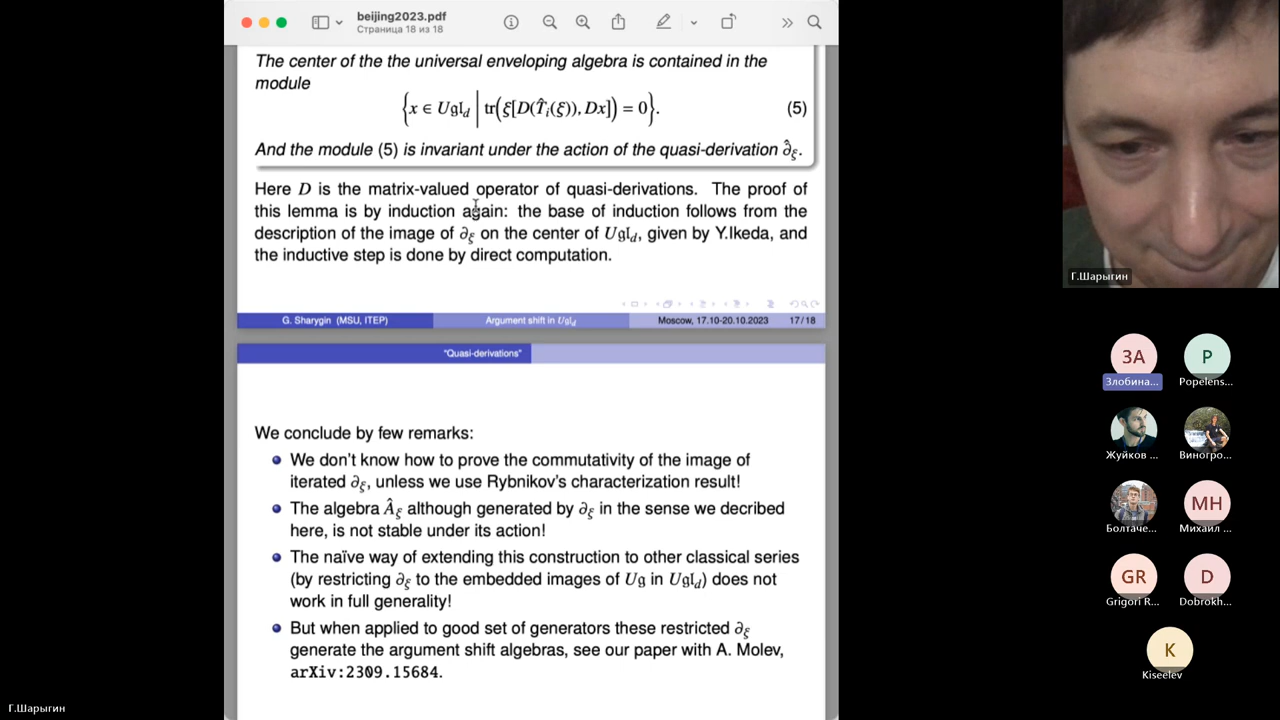 beijing2023.pdf
Страница 18 из 18
The center of the the universal enveloping algebra is contained in the
module
{x ∈ U𝔤𝔩_d | tr(ξ[D(T̂_i(ξ)), Dx]) = 0}. (5)
And the module (5) is invariant under the action of the quasi-derivation ∂̂_ξ.
Here D is the matrix-valued operator of quasi-derivations. The proof of
this lemma is by induction again: the base of induction follows from the
description of the image of ∂_ξ on the center of U𝔤𝔩_d, given by Y.Ikeda, and
the inductive step is done by direct computation.
G. Sharygin (MSU, ITEP) Argument shift in U𝔤𝔩_d Moscow, 17.10-20.10.2023 17/18
"Quasi-derivations"
We conclude by few remarks:
We don't know how to prove the commutativity of the image of
iterated ∂_ξ, unless we use Rybnikov's characterization result!
The algebra Â_ξ although generated by ∂_ξ in the sense we decribed
here, is not stable under its action!
The naïve way of extending this construction to other classical series
(by restricting ∂_ξ to the embedded images of U𝔤 in U𝔤𝔩_d) does not
work in full generality!
But when applied to good set of generators these restricted ∂_ξ
generate the argument shift algebras, see our paper with A. Molev,
arXiv:2309.15684.
Г.Шарыгин
ЗА P
Злобина... Popelens...
Жуйков ... Виногро...
МН
Болтаче... Михаил ...
GR D
Grigori R... Dobrokh...
K
Kiseelev
Г.Шарыгин